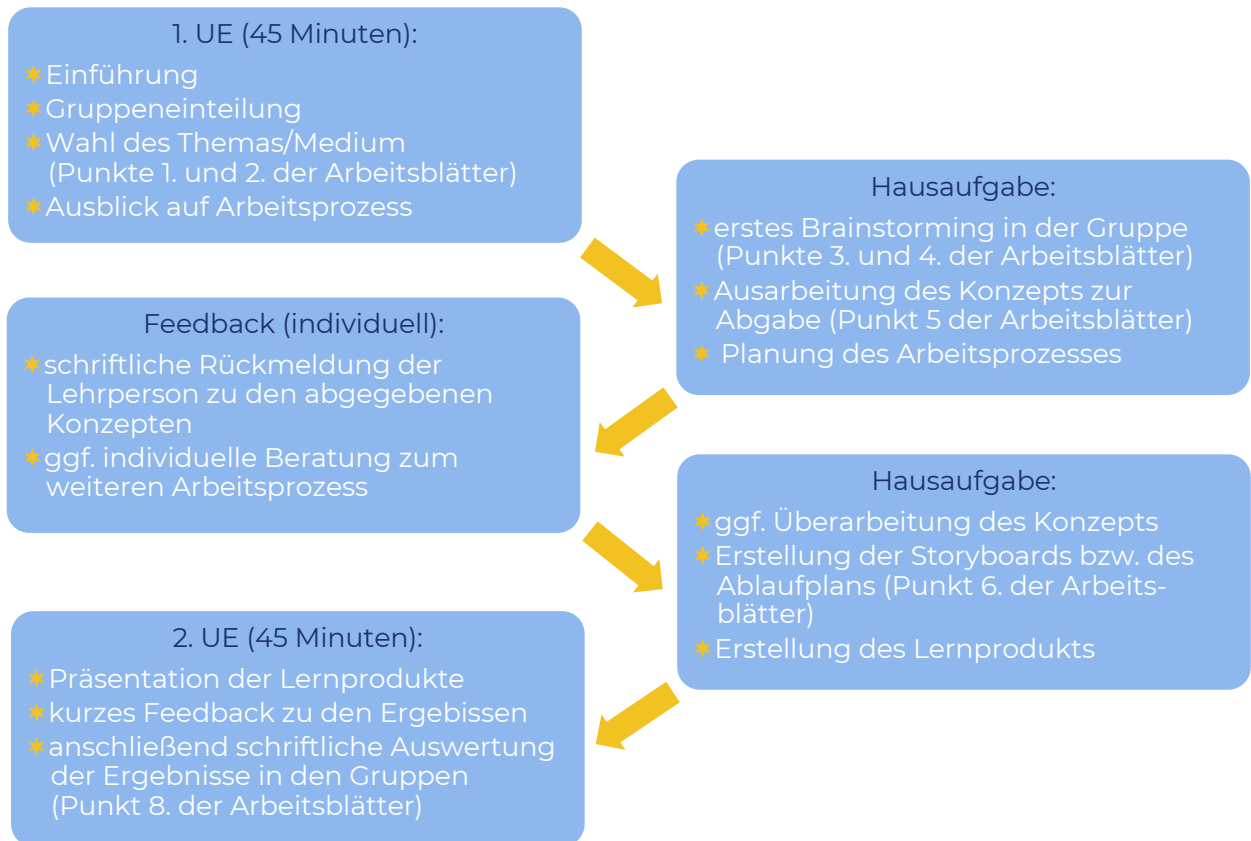 1. UE (45 Minuten):
Einführung
Gruppeneinteilung
Wahl des Themas/Medium
(Punkte 1. und 2. der Arbeitsblätter)
Ausblick auf Arbeitsprozess
Hausaufgabe:
erstes Brainstorming in der Gruppe
(Punkte 3. und 4. der Arbeitsblätter)
Ausarbeitung des Konzepts zur
Abgabe (Punkt 5 der Arbeitsblätter)
Planung des Arbeitsprozesses
Feedback (individuell):
schriftliche Rückmeldung der
Lehrperson zu den abgegebenen
Konzepten
ggf. individuelle Beratung zum
weiteren Arbeitsprozess
Hausaufgabe:
ggf. Überarbeitung des Konzepts
Erstellung der Storyboards bzw. des
Ablaufplans (Punkt 6. der Arbeits-
blätter)
Erstellung des Lernprodukts
2. UE (45 Minuten):
Präsentation der Lernprodukte
kurzes Feedback zu den Ergebissen
anschließend schriftliche Auswertung
der Ergebnisse in den Gruppen
(Punkt 8. der Arbeitsblätter)